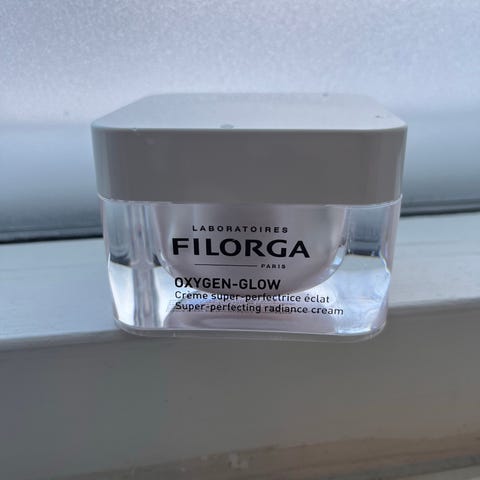 LABORATOIRES
FILORGA
PARIS
OXYGEN-GLOW
Crème super-perfectrice éclat
Super-perfecting radiance cream